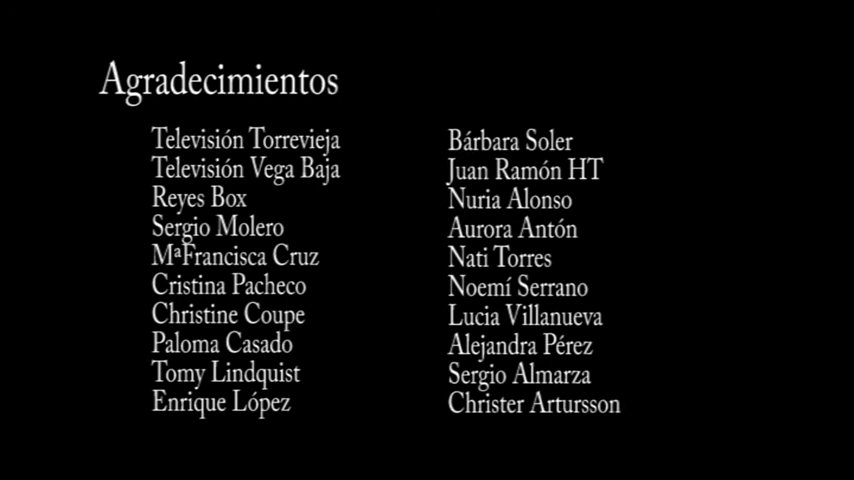 Agradecimientos
Televisión Torrevieja
Televisión Vega Baja
Reyes Box
Sergio Molero
MªFrancisca Cruz
Cristina Pacheco
Christine Coupe
Paloma Casado
Tomy Lindquist
Enrique López
Bárbara Soler
Juan Ramón HT
Nuria Alonso
Aurora Antón
Nati Torres
Noemí Serrano
Lucia Villanueva
Alejandra Pérez
Sergio Almarza
Christer Artursson